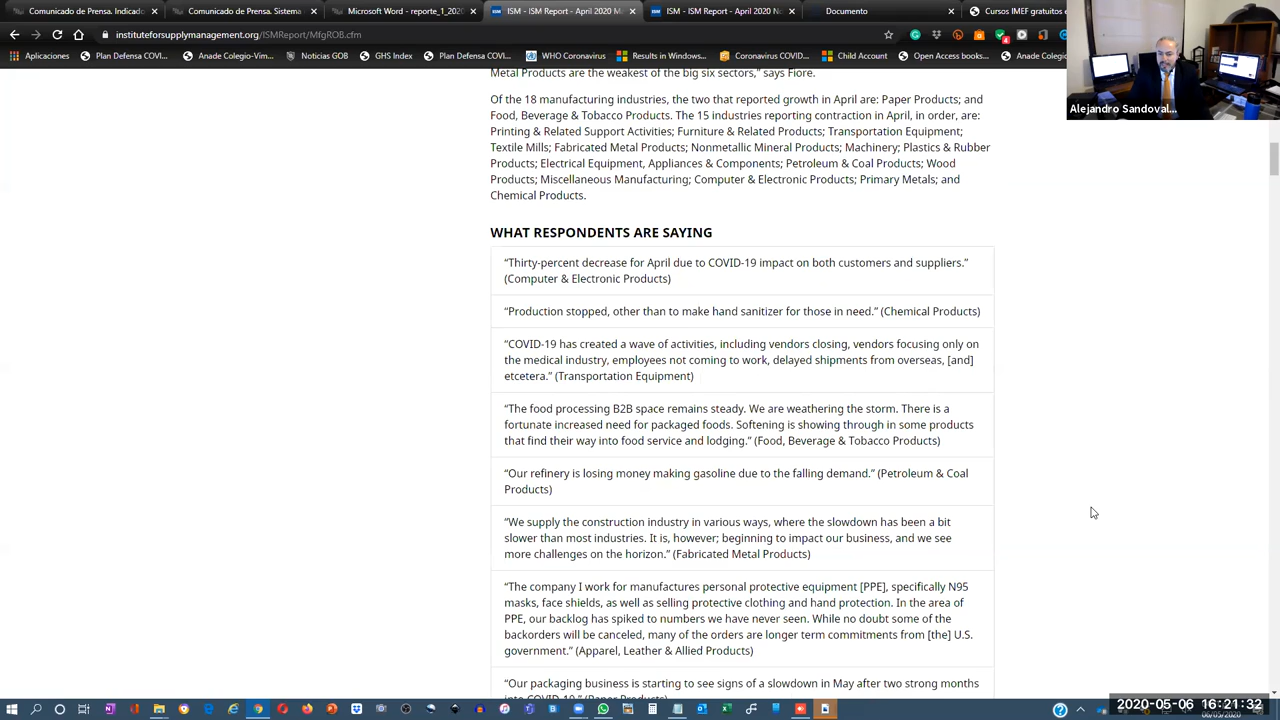 Comunicado de Prensa. Indicado
Comunicado de Prensa. Sistema
Microsoft Word - reporte_1_2020
ISM - ISM Report - April 2020 M
ISM - ISM Report - April 2020 No
Documento
Cursos IMEF gratuitos
instituteforsupplymanagement.org/ISMReport/MfgROB.cfm
Aplicaciones
Plan Defensa COVI...
Anade Colegio-Vim...
Noticias GOB
GHS Index
Plan Defensa COVI...
WHO Coronavirus
Results in Windows...
Coronavirus COVID...
Child Account
Open Access books...
Anade Colegio
Alejandro Sandoval...
Metal Products are the weakest of the big six sectors,” says Fiore.
Of the 18 manufacturing industries, the two that reported growth in April are: Paper Products; and
Food, Beverage & Tobacco Products. The 15 industries reporting contraction in April, in order, are:
Printing & Related Support Activities; Furniture & Related Products; Transportation Equipment;
Textile Mills; Fabricated Metal Products; Nonmetallic Mineral Products; Machinery; Plastics & Rubber
Products; Electrical Equipment, Appliances & Components; Petroleum & Coal Products; Wood
Products; Miscellaneous Manufacturing; Computer & Electronic Products; Primary Metals; and
Chemical Products.
WHAT RESPONDENTS ARE SAYING
“Thirty-percent decrease for April due to COVID-19 impact on both customers and suppliers.”
(Computer & Electronic Products)
“Production stopped, other than to make hand sanitizer for those in need.” (Chemical Products)
“COVID-19 has created a wave of activities, including vendors closing, vendors focusing only on
the medical industry, employees not coming to work, delayed shipments from overseas, [and]
etcetera.” (Transportation Equipment)
“The food processing B2B space remains steady. We are weathering the storm. There is a
fortunate increased need for packaged foods. Softening is showing through in some products
that find their way into food service and lodging.” (Food, Beverage & Tobacco Products)
“Our refinery is losing money making gasoline due to the falling demand.” (Petroleum & Coal
Products)
“We supply the construction industry in various ways, where the slowdown has been a bit
slower than most industries. It is, however; beginning to impact our business, and we see
more challenges on the horizon.” (Fabricated Metal Products)
“The company I work for manufactures personal protective equipment [PPE], specifically N95
masks, face shields, as well as selling protective clothing and hand protection. In the area of
PPE, our backlog has spiked to numbers we have never seen. While no doubt some of the
backorders will be canceled, many of the orders are longer term commitments from [the] U.S.
government.” (Apparel, Leather & Allied Products)
“Our packaging business is starting to see signs of a slowdown in May after two strong months
into COVID-19.” (Paper Products)
2020-05-06 16:21:32
06/05/2020